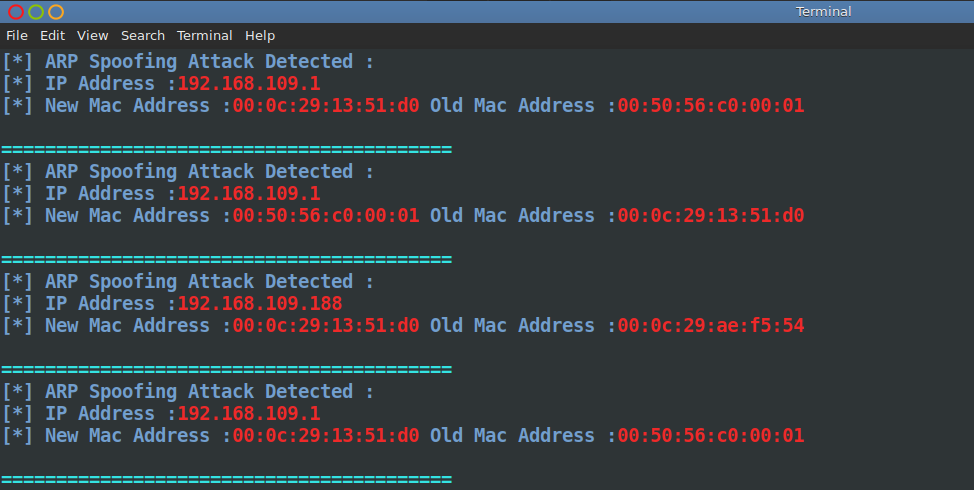 Terminal
File Edit View Search Terminal Help
[*] ARP Spoofing Attack Detected :
[*] IP Address :192.168.109.1
[*] New Mac Address :00:0c:29:13:51:d0 Old Mac Address :00:50:56:c0:00:01
=========================================
[*] ARP Spoofing Attack Detected :
[*] IP Address :192.168.109.1
[*] New Mac Address :00:50:56:c0:00:01 Old Mac Address :00:0c:29:13:51:d0
=========================================
[*] ARP Spoofing Attack Detected :
[*] IP Address :192.168.109.188
[*] New Mac Address :00:0c:29:13:51:d0 Old Mac Address :00:0c:29:ae:f5:54
=========================================
[*] ARP Spoofing Attack Detected :
[*] IP Address :192.168.109.1
[*] New Mac Address :00:0c:29:13:51:d0 Old Mac Address :00:50:56:c0:00:01
=========================================